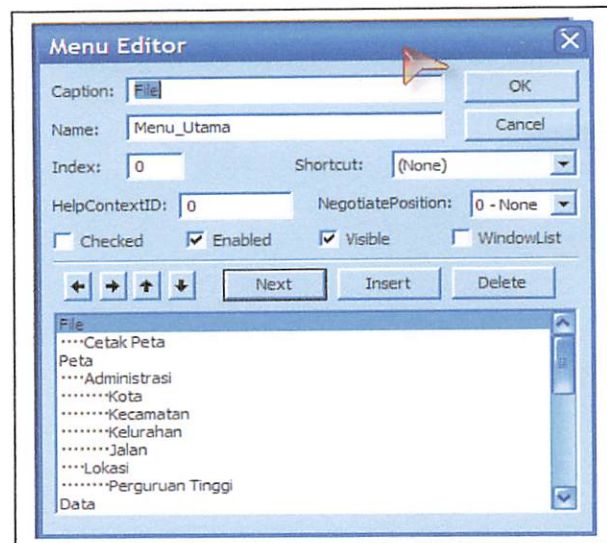 Menu Editor
Caption: File OK
Name: Menu_Utama Cancel
Index: 0 Shortcut: (None)
HelpContextID: 0 NegotiatePosition: 0 - None
Checked Enabled Visible WindowList
Next Insert Delete
File
····Cetak Peta
Peta
····Administrasi
········Kota
········Kecamatan
········Kelurahan
········Jalan
····Lokasi
········Perguruan Tinggi
Data